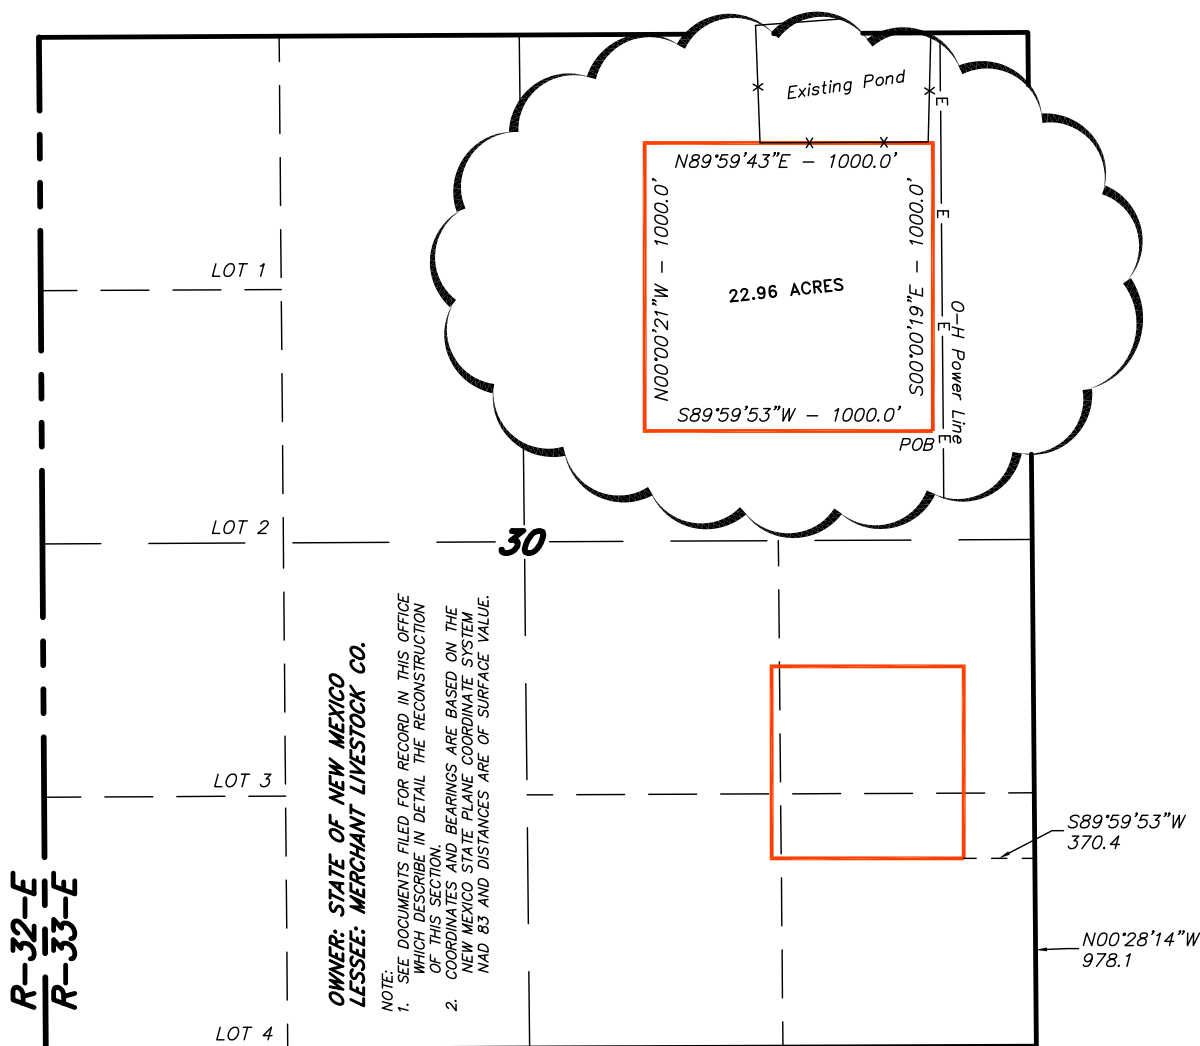 Existing Pond
N89°59'43"E – 1000.0'
N00°00'21"W – 1000.0'
S00°00'19"E – 1000.0'
22.96 ACRES
S89°59'53"W – 1000.0'
POB
E
E
E
E
O-H Power Line
LOT 1
LOT 2
30
LOT 3
LOT 4
OWNER: STATE OF NEW MEXICO
LESSEE: MERCHANT LIVESTOCK CO.
NOTE:
1. SEE DOCUMENTS FILED FOR RECORD IN THIS OFFICE
WHICH DESCRIBE IN DETAIL THE RECONSTRUCTION
OF THIS SECTION.
2. COORDINATES AND BEARINGS ARE BASED ON THE
NEW MEXICO STATE PLANE COORDINATE SYSTEM
NAD 83 AND DISTANCES ARE OF SURFACE VALUE.
S89°59'53"W
370.4
N00°28'14"W
978.1
R-32-E
R-33-E